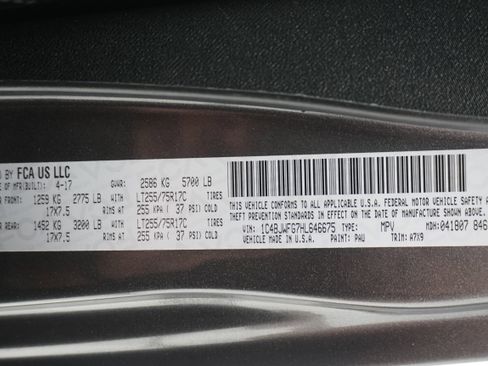 D BY FCA US LLC
E OF MFR(BUILT): 4-17 GVWR: 2586 KG 5700 LB
FRONT: 1259 KG 2775 LB WITH LT255/75R17C
17X7.5 RIMS AT 255 KPA ( 37 PSI) COLD
REAR: 1452 KG 3200 LB WITH LT255/75R17C
17X7.5 RIMS AT 255 KPA ( 37 PSI) COLD
THIS VEHICLE CONFORMS TO ALL APPLICABLE U.S.A. FEDERAL MOTOR VEHICLE SAFETY A
THEFT PREVENTION STANDARDS IN EFFECT ON THE DATE OF MANUFACTURE SHOWN ABOVE.
VIN: 1C4BJWFG7HL646675 TYPE: MPV MDH: 041807 846
VEHICLE MADE IN U.S.A. PAINT: PAU TRIM: A7X9